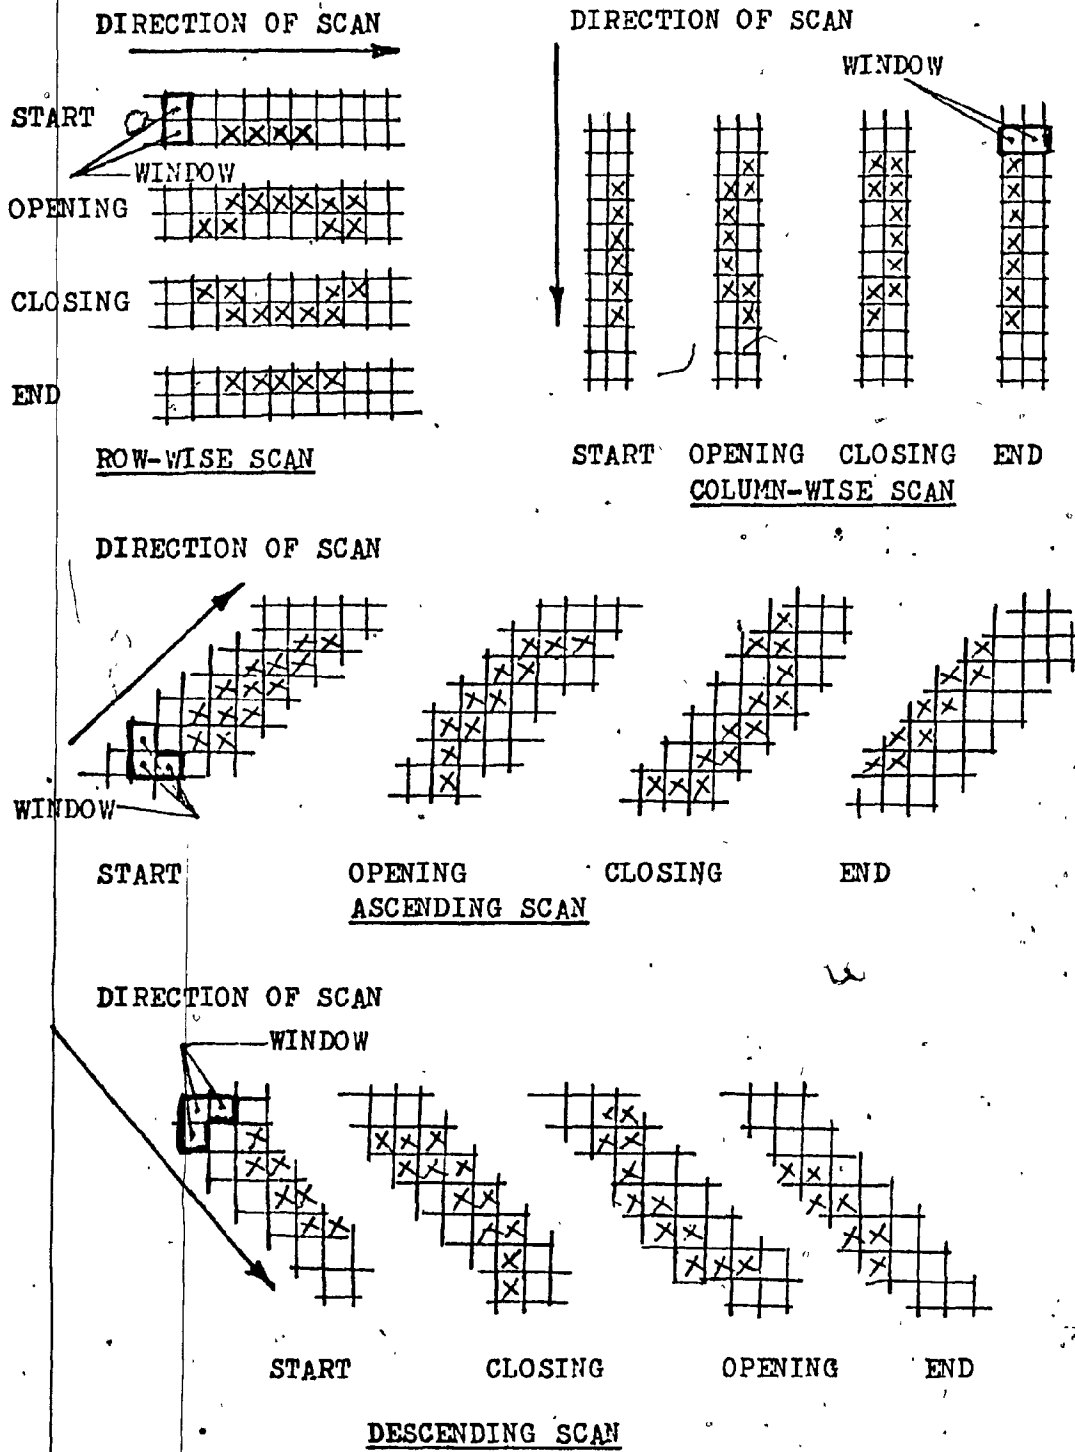 DIRECTION OF SCAN
START
WINDOW
OPENING
CLOSING
END
ROW-WISE SCAN
DIRECTION OF SCAN
WINDOW
START OPENING CLOSING END
COLUMN-WISE SCAN
DIRECTION OF SCAN
WINDOW
START OPENING CLOSING END
ASCENDING SCAN
DIRECTION OF SCAN
WINDOW
START CLOSING OPENING END
DESCENDING SCAN